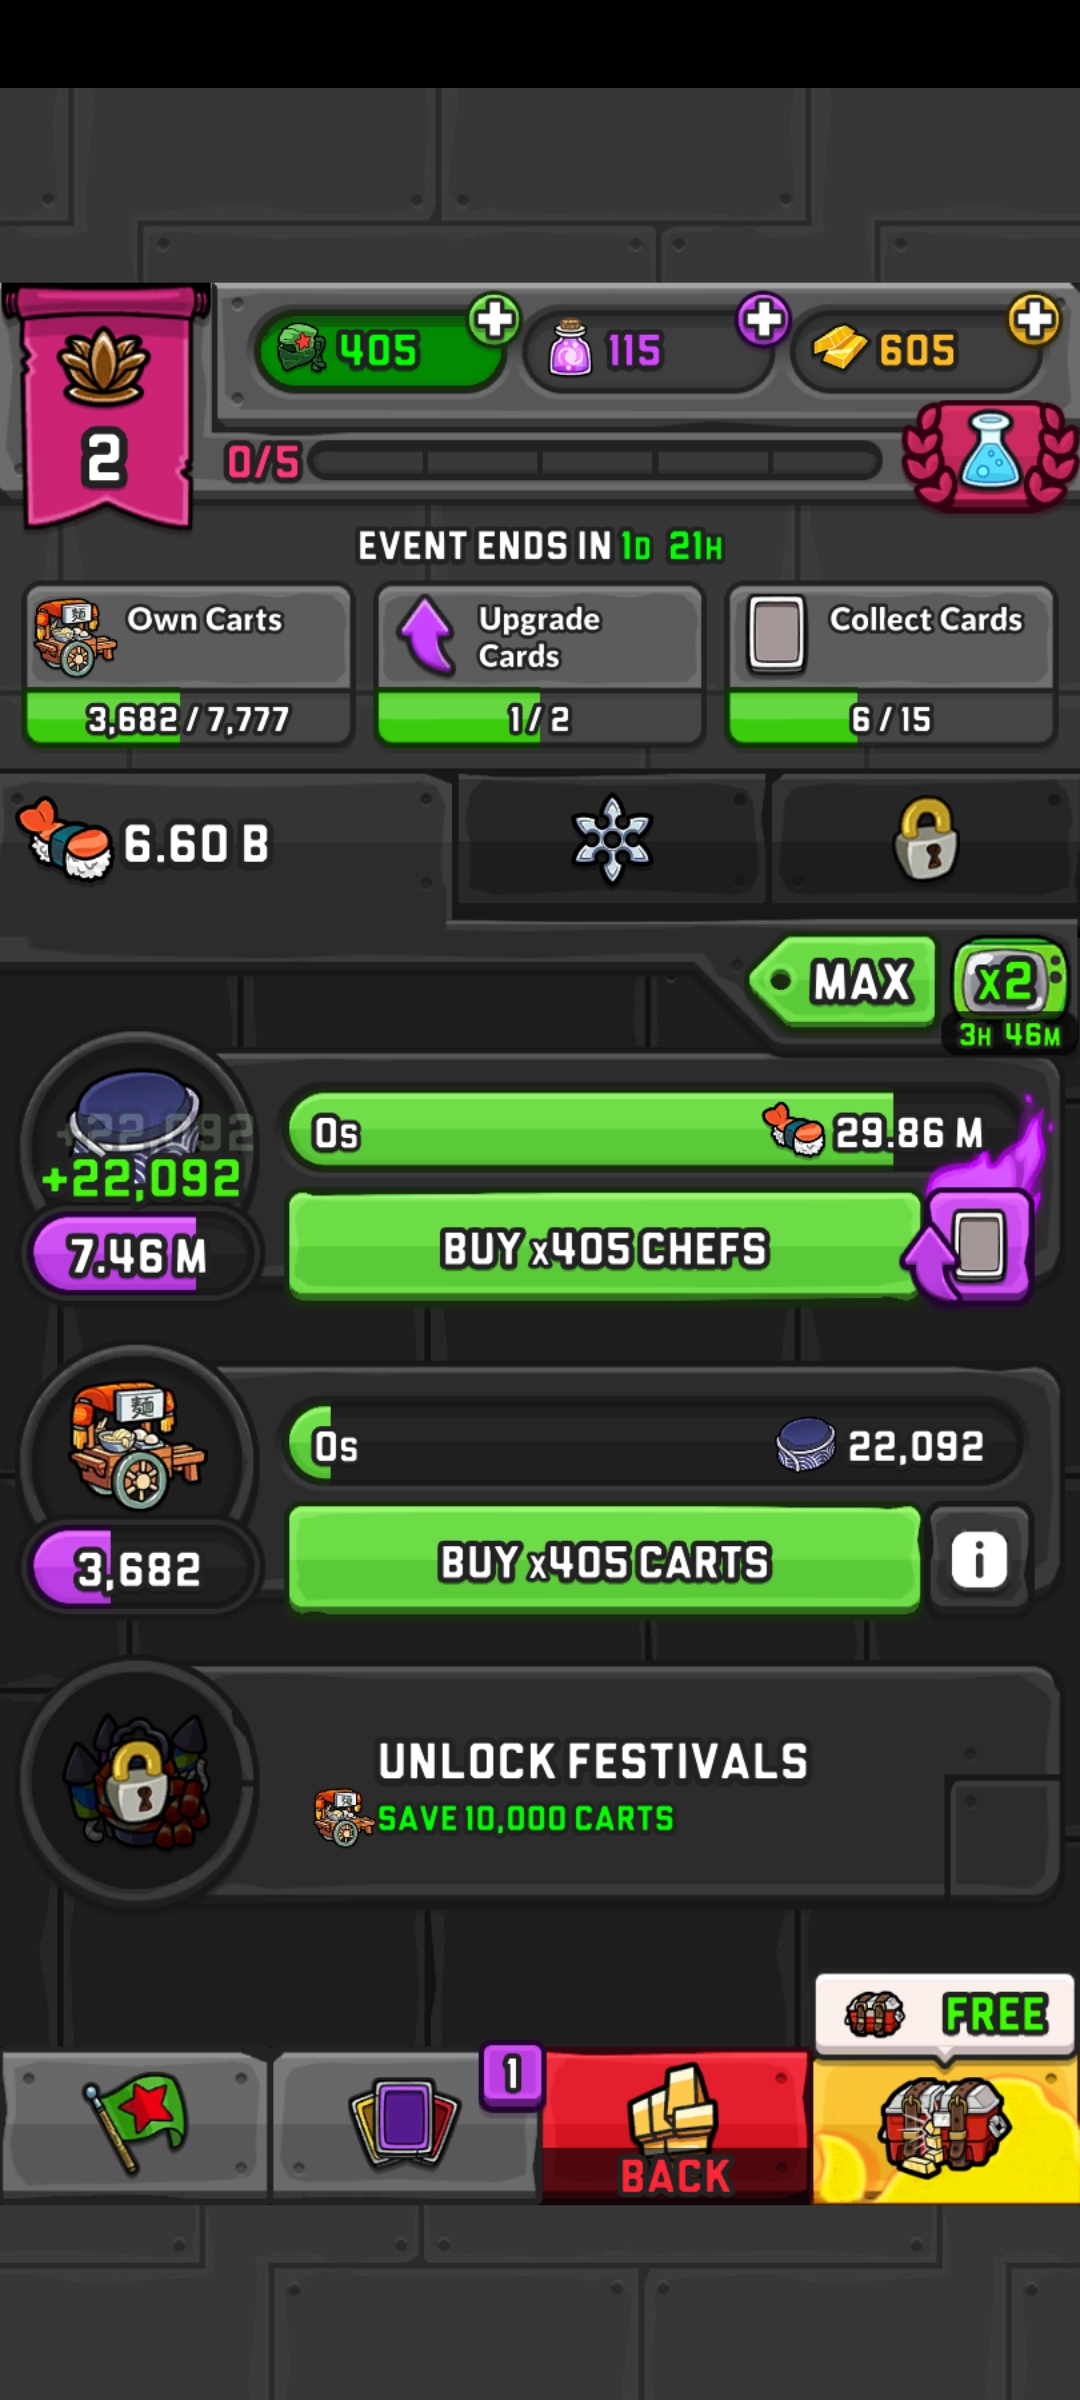 405
115
605
2
0/5
EVENT ENDS IN 1D 21H
Own Carts
Upgrade
Cards
Collect Cards
3,682 / 7,777
1 / 2
6 / 15
6.60 B
MAX
x2
3H 46M
+22,092
+22,092
0s
29.86 M
7.46 M
BUY x405 CHEFS
麺
0s
22,092
3,682
BUY x405 CARTS
i
UNLOCK FESTIVALS
SAVE 10,000 CARTS
FREE
1
BACK